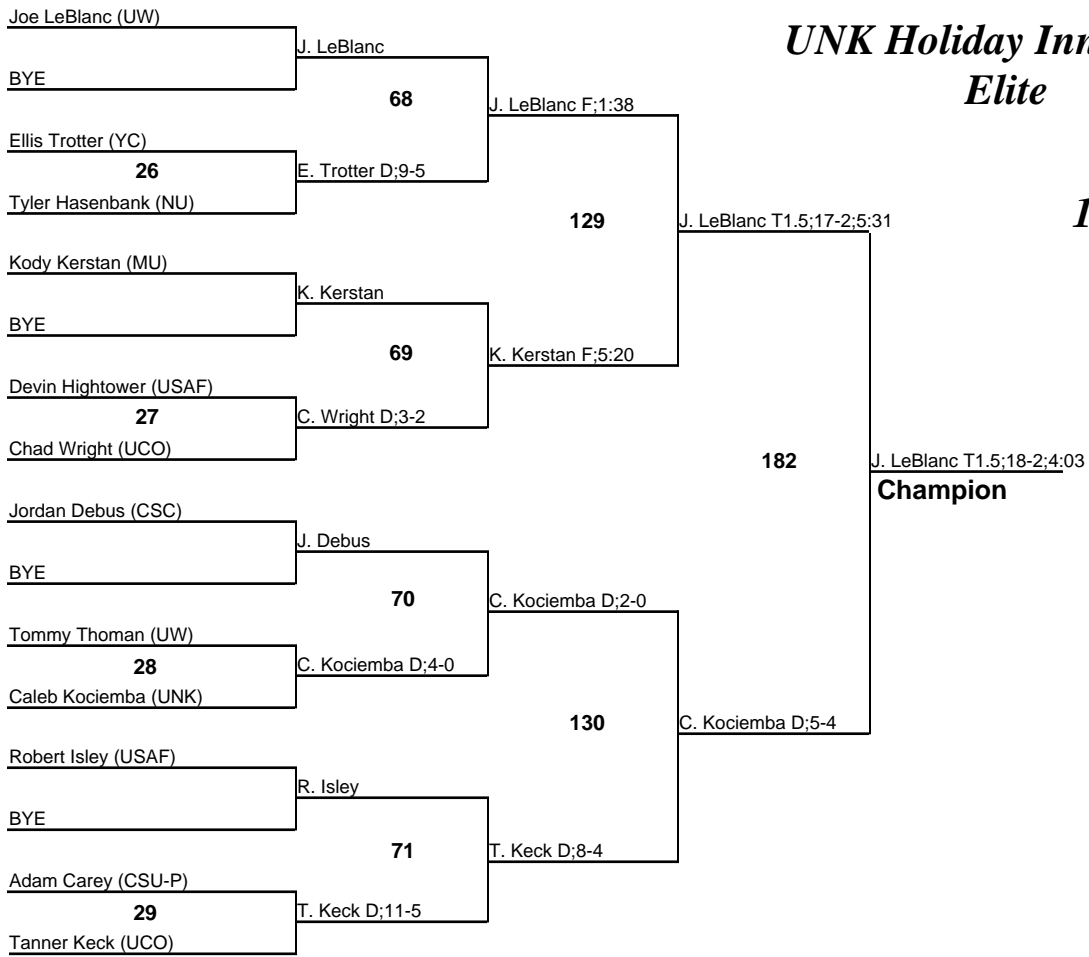 Joe LeBlanc (UW)
UNK Holiday Inn
J. LeBlanc
BYE
Elite
68
J. LeBlanc F;1:38
Ellis Trotter (YC)
26
E. Trotter D;9-5
Tyler Hasenbank (NU)
129
J. LeBlanc T1.5;17-2;5:31
1
Kody Kerstan (MU)
K. Kerstan
BYE
69
K. Kerstan F;5:20
Devin Hightower (USAF)
27
C. Wright D;3-2
Chad Wright (UCO)
182
J. LeBlanc T1.5;18-2;4:03
Champion
Jordan Debus (CSC)
J. Debus
BYE
70
C. Kociemba D;2-0
Tommy Thoman (UW)
28
C. Kociemba D;4-0
Caleb Kociemba (UNK)
130
C. Kociemba D;5-4
Robert Isley (USAF)
R. Isley
BYE
71
T. Keck D;8-4
Adam Carey (CSU-P)
29
T. Keck D;11-5
Tanner Keck (UCO)